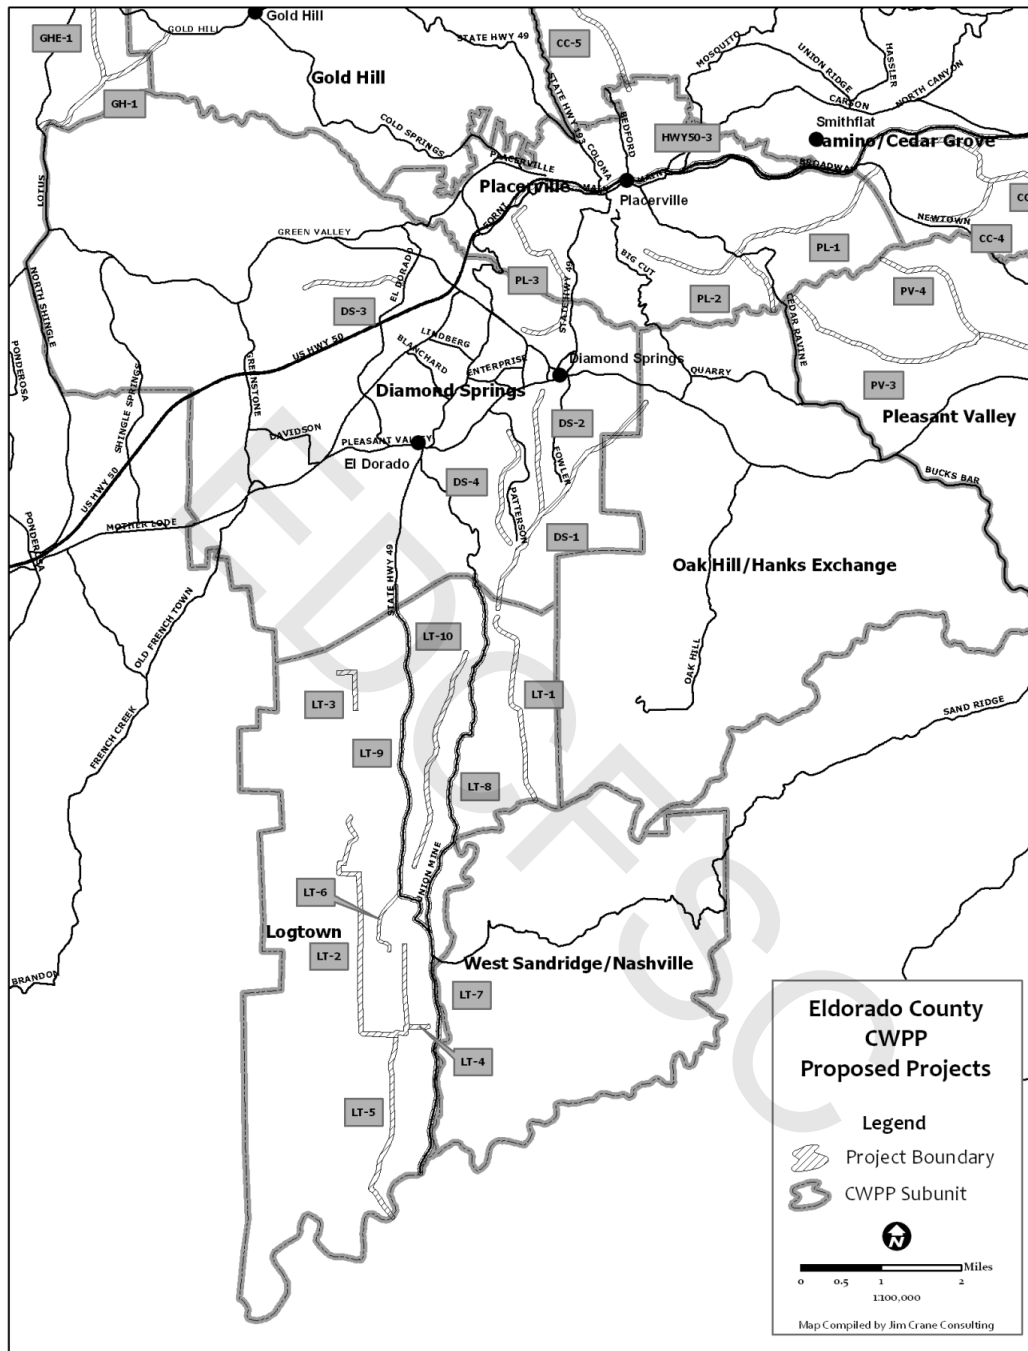 Gold Hill
GOLD HILL
GHE-1
STATE HWY 49
CC-5
MOSQUITO
UNION RIDGE
HASSLER
NORTH CANYON
Gold Hill
GH-1
CARSON
COLD SPRINGS
STATE HWY 193
BEDFORD
Smithflat
HWY50-3
amino/Cedar Grove
COLOMA
PLACERVILLE
BROADWA
LOTUS
Placerville
MAIN
MAIN
Placerville
CC
FORNI
NEWTOWN
GREEN VALLEY
CC-4
PL-1
EL DORADO
BIG CUT
NORTH SHINGLE
PL-3
STATE HWY 49
PL-2
PV-4
DS-3
CEDAR RAVINE
LINDBERG
US HWY 50
BLANCHARD
PONDEROSA
Diamond Springs
ENTERPRISE
GREENSTONE
QUARRY
PV-3
Diamond Springs
SHINGLE SPRINGS
Pleasant Valley
DS-2
DAVIDSON
PLEASANT VALLEY
El Dorado
FOWLER
DS-4
BUCKS BAR
US HWY 50
PATTERSON
MOTHER LODE
PONDEROSA
DS-1
Oak Hill/Hanks Exchange
STATE HWY 49
OLD FRENCH TOWN
LT-10
OAK HILL
LT-1
LT-3
SAND RIDGE
FRENCH CREEK
LT-9
LT-8
NION MINE
LT-6
Logtown
LT-2
West Sandridge/Nashville
BRANDON
LT-7
LT-4
LT-5
EDCFSC
Eldorado County
CWPP
Proposed Projects
Legend
Project Boundary
CWPP Subunit
N
Miles
0 0.5 1 2
1:100,000
Map Compiled by Jim Crane Consulting